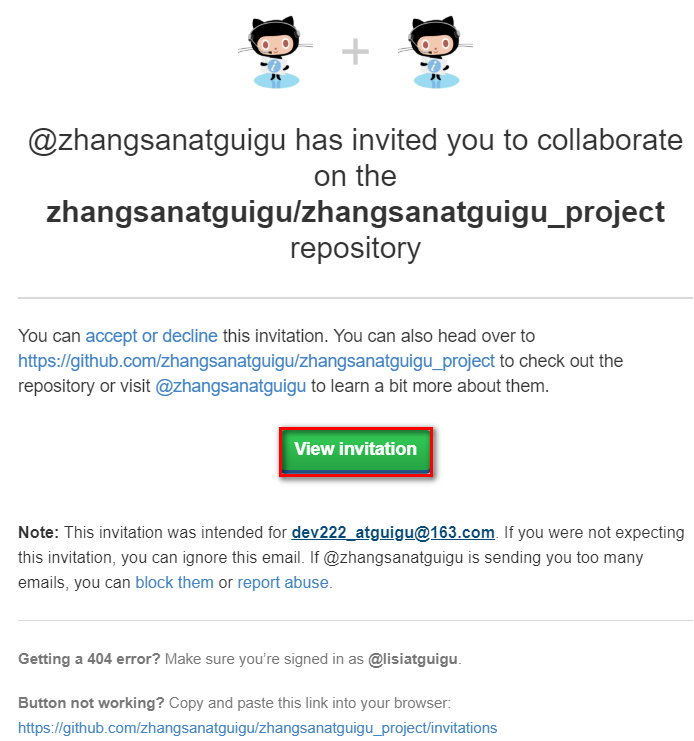 @zhangsanatguigu has invited you to collaborate
on the
zhangsanatguigu/zhangsanatguigu_project
repository
You can accept or decline this invitation. You can also head over to
https://github.com/zhangsanatguigu/zhangsanatguigu_project to check out the
repository or visit @zhangsanatguigu to learn a bit more about them.
View invitation
Note: This invitation was intended for dev222_atguigu@163.com. If you were not expecting
this invitation, you can ignore this email. If @zhangsanatguigu is sending you too many
emails, you can block them or report abuse.
Getting a 404 error? Make sure you’re signed in as @lisiatguigu.
Button not working? Copy and paste this link into your browser:
https://github.com/zhangsanatguigu/zhangsanatguigu_project/invitations